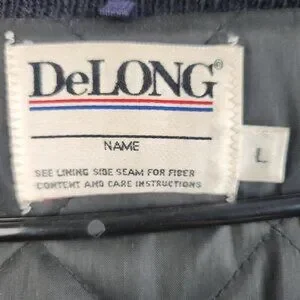 DeLONG®
NAME
L
SEE LINING SIDE SEAM FOR FIBER
CONTENT AND CARE INSTRUCTIONS